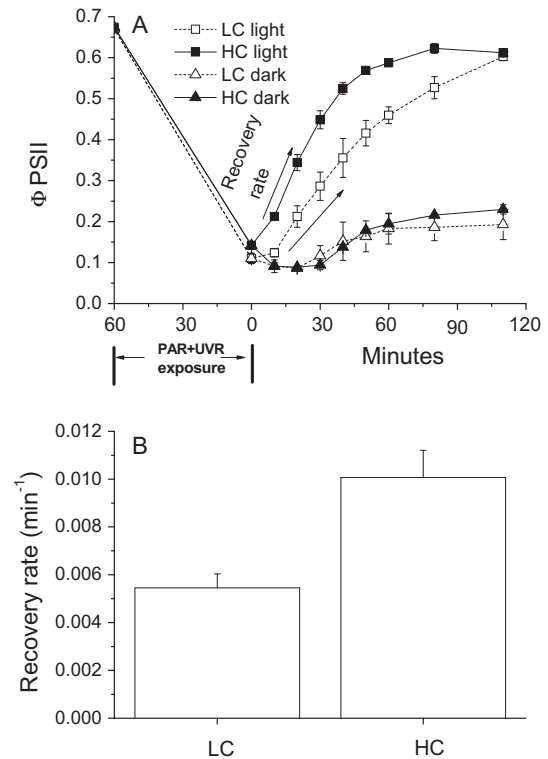 A
LC light
HC light
LC dark
HC dark
Recovery
rate
Φ PSII
0.7
0.6
0.5
0.4
0.3
0.2
0.1
0.0
60 30 0 30 60 90 120
PAR+UVR
exposure
Minutes
B
Recovery rate (min⁻¹)
0.012
0.010
0.008
0.006
0.004
0.002
0.000
LC HC